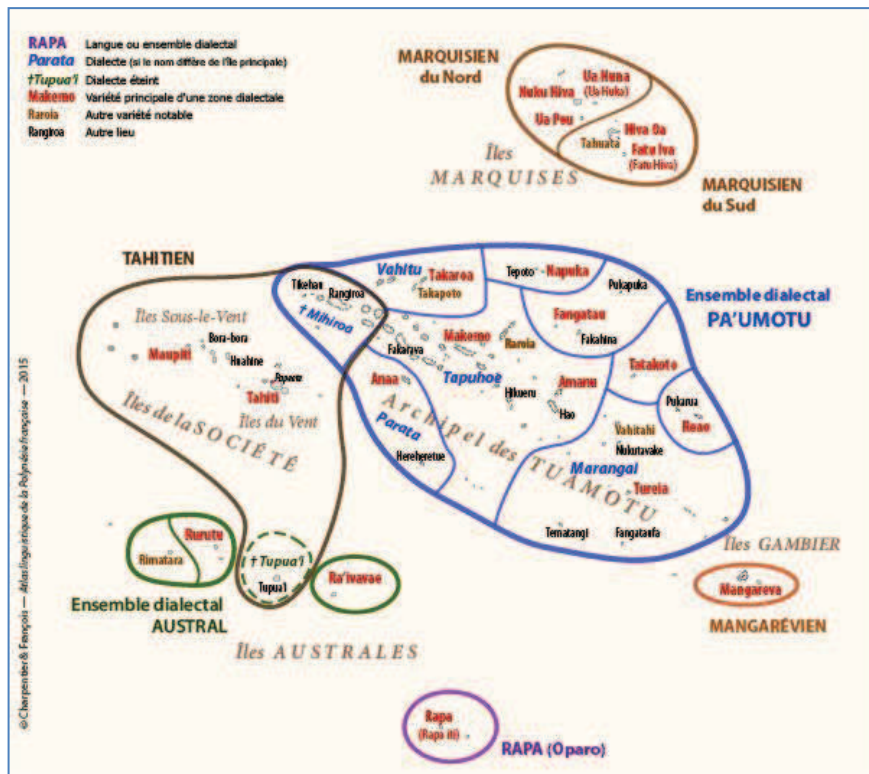 RAPA Langue ou ensemble dialectal
Parata Dialecte (si le nom diffère de l'île principale)
†Tupua'i Dialecte éteint
Makemo Variété principale d'une zone dialectale
Raroia Autre variété notable
Rangiroa Autre lieu
MARQUISIEN
du Nord
Nuku Hiva
Ua Huna
(Ua Huka)
Ua Pou
Hiva Oa
Tahuata
Fatu Iva
(Fatu Hiva)
Îles
MARQUISES
MARQUISIEN
du Sud
TAHITIEN
Tikehau
Rangiroa
† Mihiroa
Vahitu
Takaroa
Takapoto
Tepoto
Napuka
Pukapuka
Ensemble dialectal
PA'UMOTU
Fangatau
Fakahina
Îles Sous-le-Vent
Bora-bora
Maupiti
Huahine
Papeete
Tahiti
Îles du Vent
Îles de la SOCIÉTÉ
Fakarava
Makemo
Raroia
Tapuhoe
Anaa
Hikueru
Amanu
Hao
Tatakoto
Pukarua
Reao
Parata
Hereheretue
Archipel des TUAMOTU
Vahitahi
Nukutavake
Marangai
Tureia
Tematangi
Fangataufa
Îles GAMBIER
Mangareva
MANGARÉVIEN
Rurutu
Rimatara
† Tupua'i
Tupua'i
Ra'ivavae
Ensemble dialectal
AUSTRAL
Îles AUSTRALES
Rapa
(Rapa Iti)
RAPA (Oparo)
© Charpentier & François — Atlas linguistique de la Polynésie française — 2015